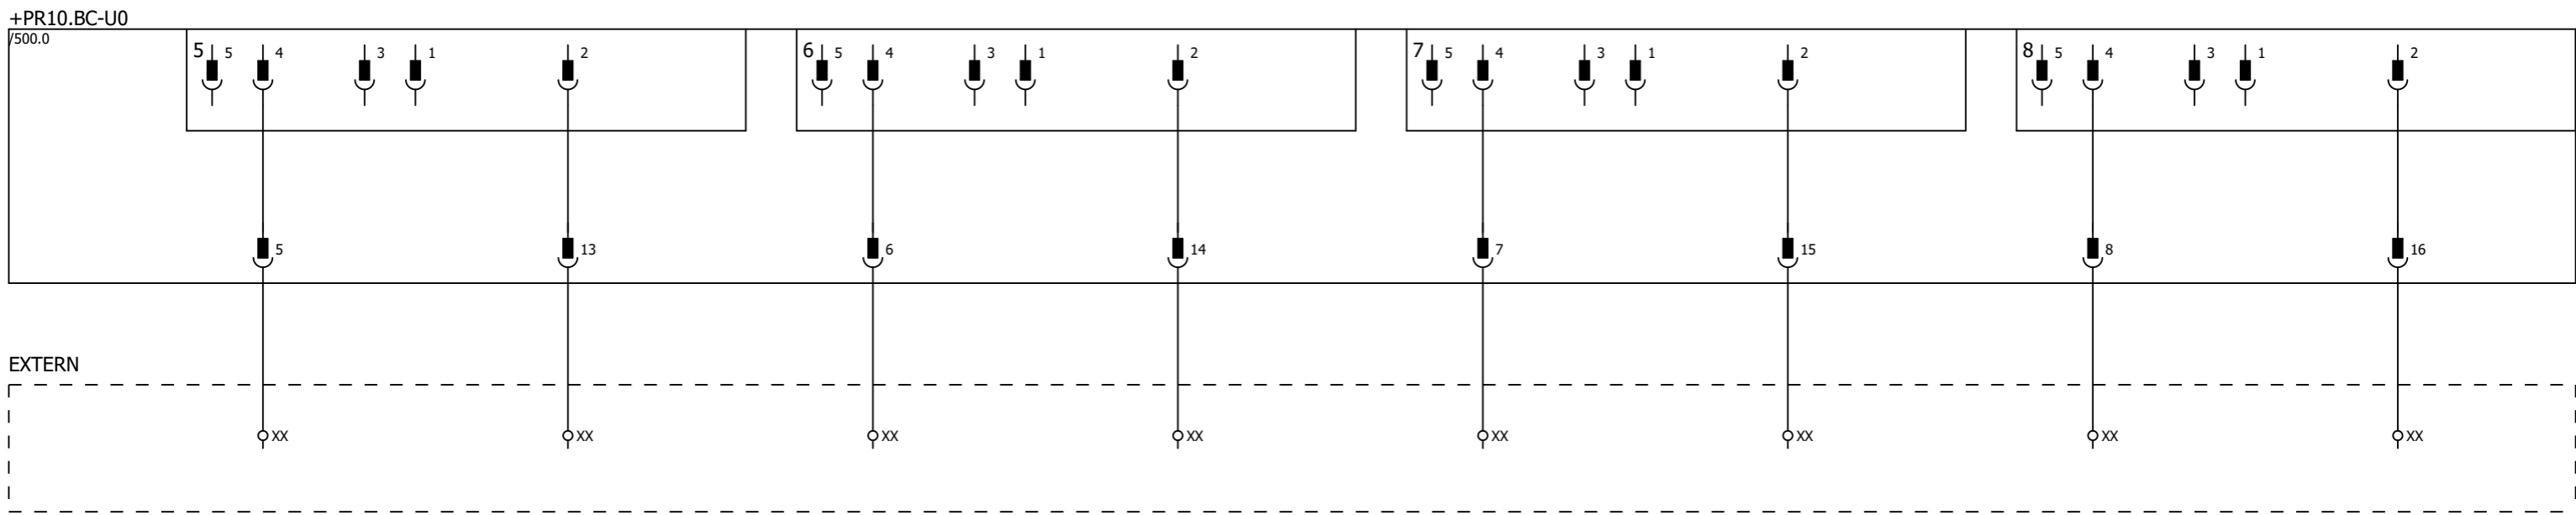 +PR10.BC-U0
/500.0
5 5 4 3 1 2 6 5 4 3 1 2 7 5 4 3 1 2 8 5 4 3 1 2
5 13 6 14 7 15 8 16
EXTERN
XX XX XX XX XX XX XX XX